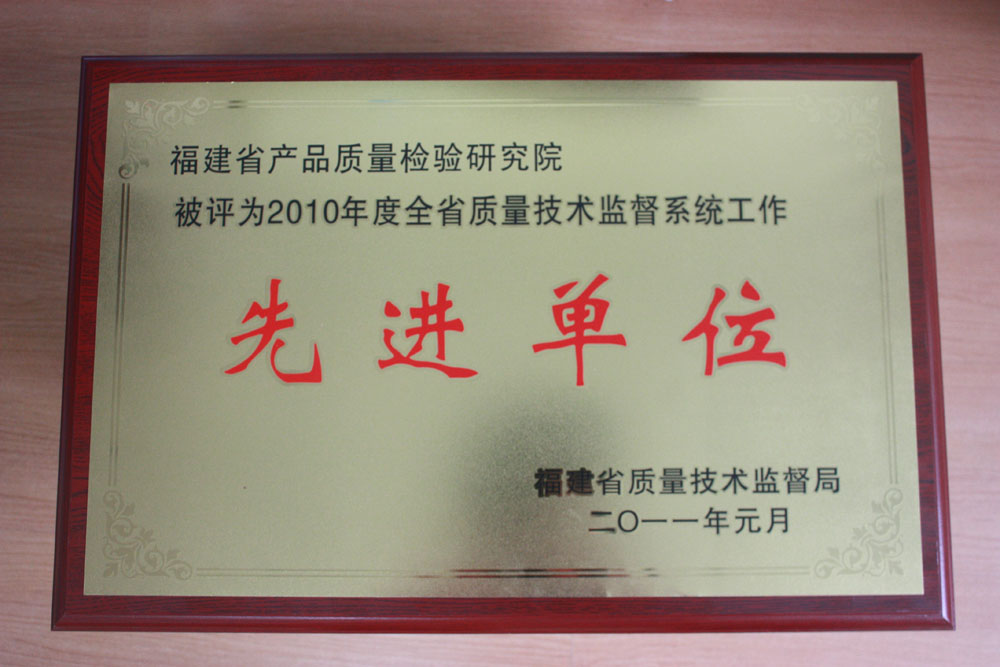 福建省产品质量检验研究院
被评为2010年度全省质量技术监督系统工作
先进单位
福建省质量技术监督局
二〇一一年元月